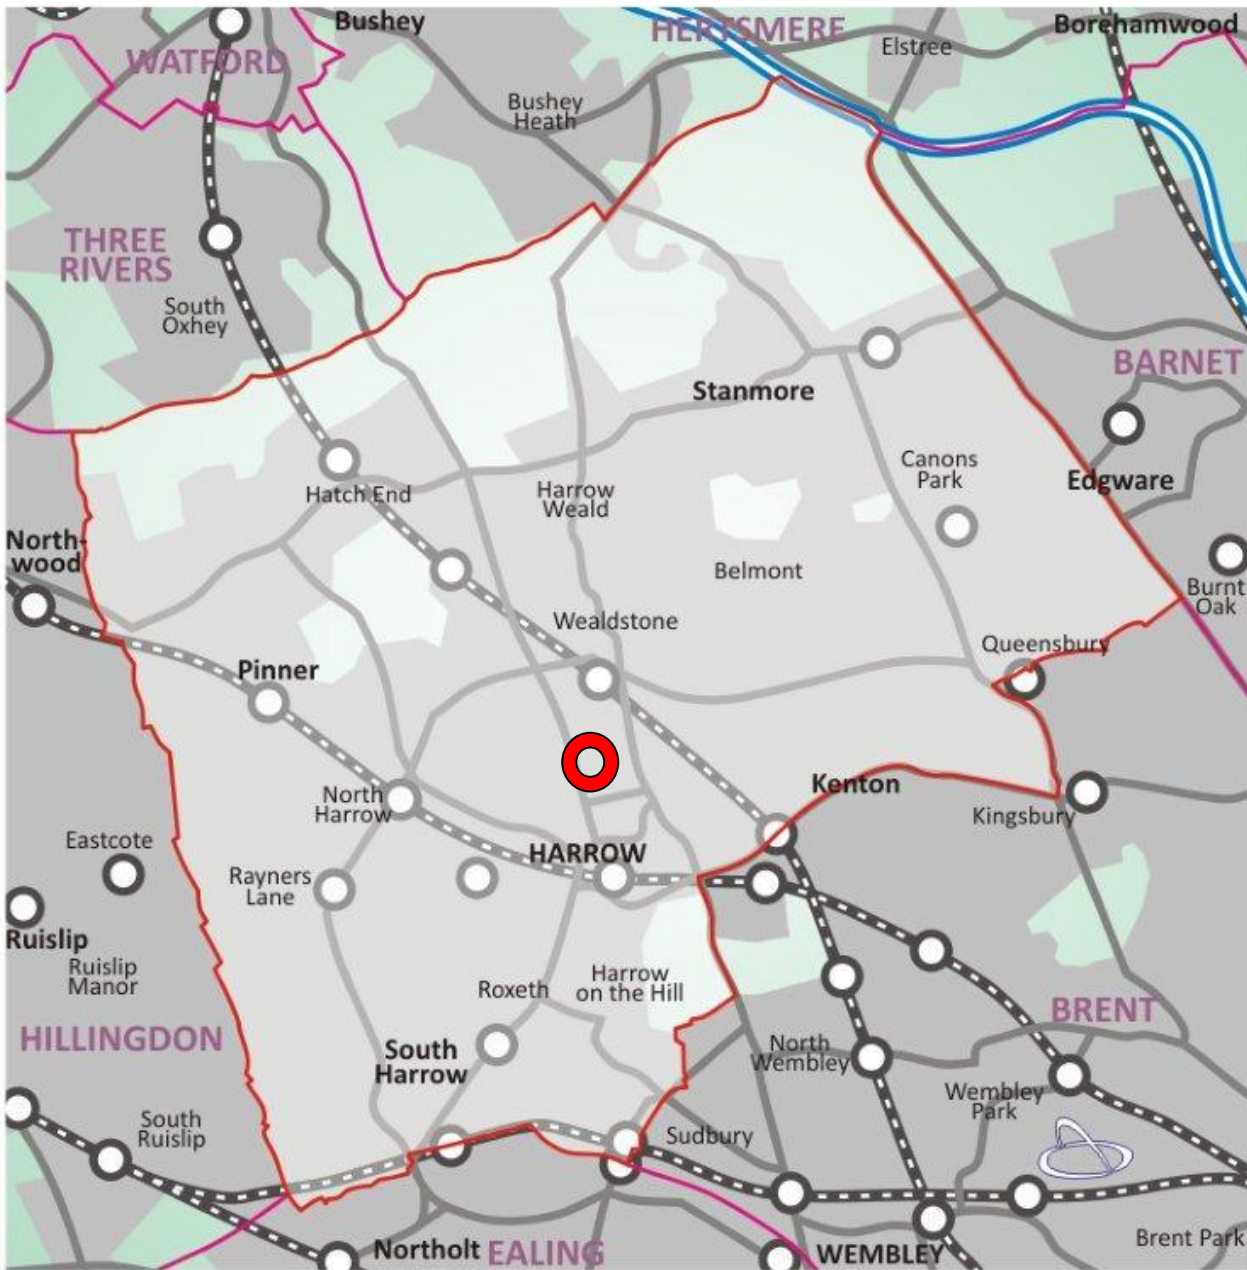 Bushey
HERTSMERE
Borehamwood
WATFORD
Elstree
Bushey
Heath
THREE
RIVERS
South
Oxhey
BARNET
Stanmore
Canons
Park
Edgware
Hatch End
Harrow
Weald
North-
wood
Belmont
Burnt
Oak
Wealdstone
Queensbury
Pinner
Kenton
North
Harrow
Kingsbury
Eastcote
HARROW
Rayners
Lane
Ruislip
Ruislip
Manor
Harrow
on the Hill
Roxeth
BRENT
HILLINGDON
South
Harrow
North
Wembley
Wembley
Park
South
Ruislip
Sudbury
Brent Park
Northolt
EALING
WEMBLEY